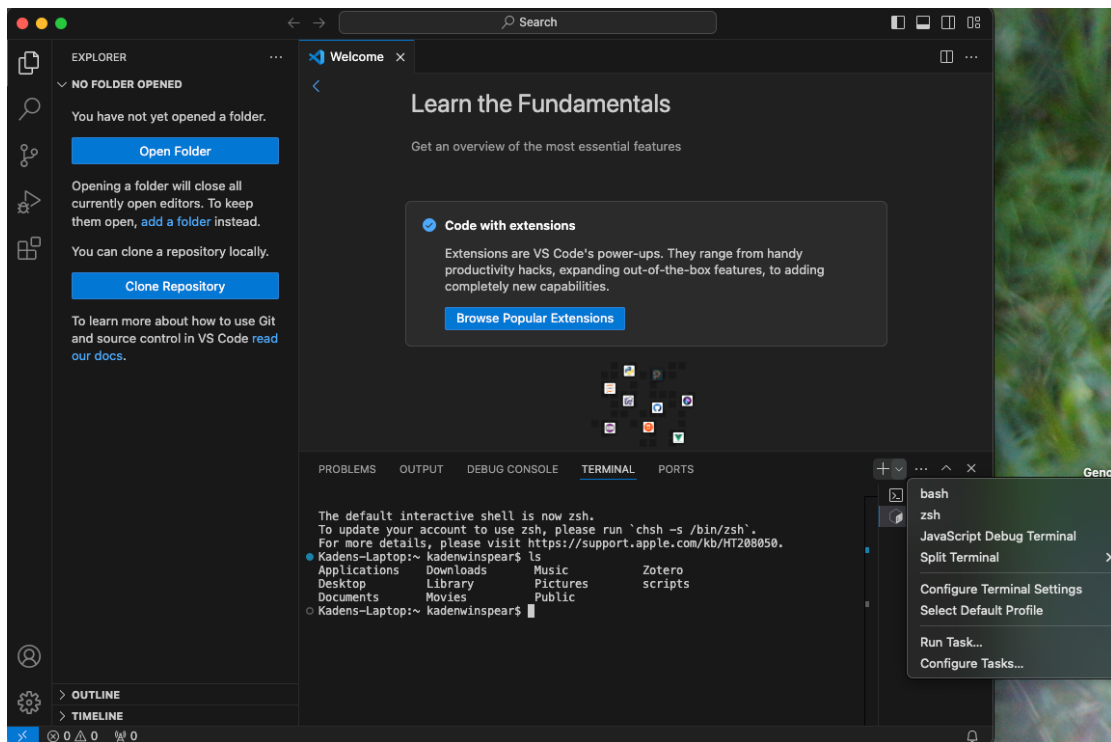 Search
EXPLORER
NO FOLDER OPENED
You have not yet opened a folder.
Open Folder
Opening a folder will close all
currently open editors. To keep
them open, add a folder instead.
You can clone a repository locally.
Clone Repository
To learn more about how to use Git
and source control in VS Code read
our docs.
OUTLINE
TIMELINE
Welcome
Learn the Fundamentals
Get an overview of the most essential features
Code with extensions
Extensions are VS Code's power-ups. They range from handy
productivity hacks, expanding out-of-the-box features, to adding
completely new capabilities.
Browse Popular Extensions
PROBLEMS OUTPUT DEBUG CONSOLE TERMINAL PORTS
The default interactive shell is now zsh.
To update your account to use zsh, please run `chsh -s /bin/zsh`.
For more details, please visit https://support.apple.com/kb/HT208050.
Kadens-Laptop:~ kadenwinspear$ ls
Applications Downloads Music Zotero
Desktop Library Pictures scripts
Documents Movies Public
Kadens-Laptop:~ kadenwinspear$
bash
zsh
JavaScript Debug Terminal
Split Terminal
Configure Terminal Settings
Select Default Profile
Run Task...
Configure Tasks...
Geno
0 0 0